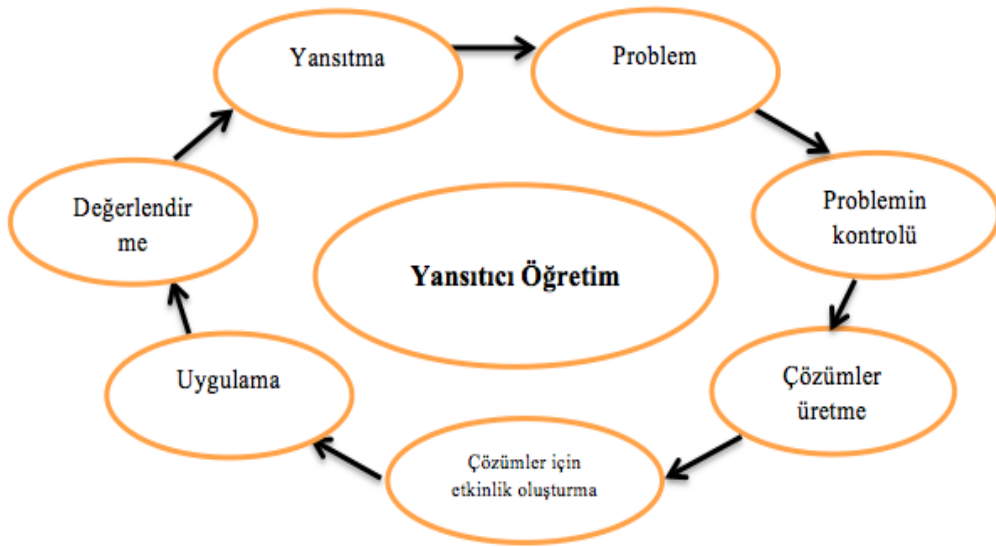 Yansıtma
Problem
Problemin
kontrolü
Çözümler
üretme
Çözümler için
etkinlik oluşturma
Uygulama
Değerlendir
me
Yansıtıcı Öğretim